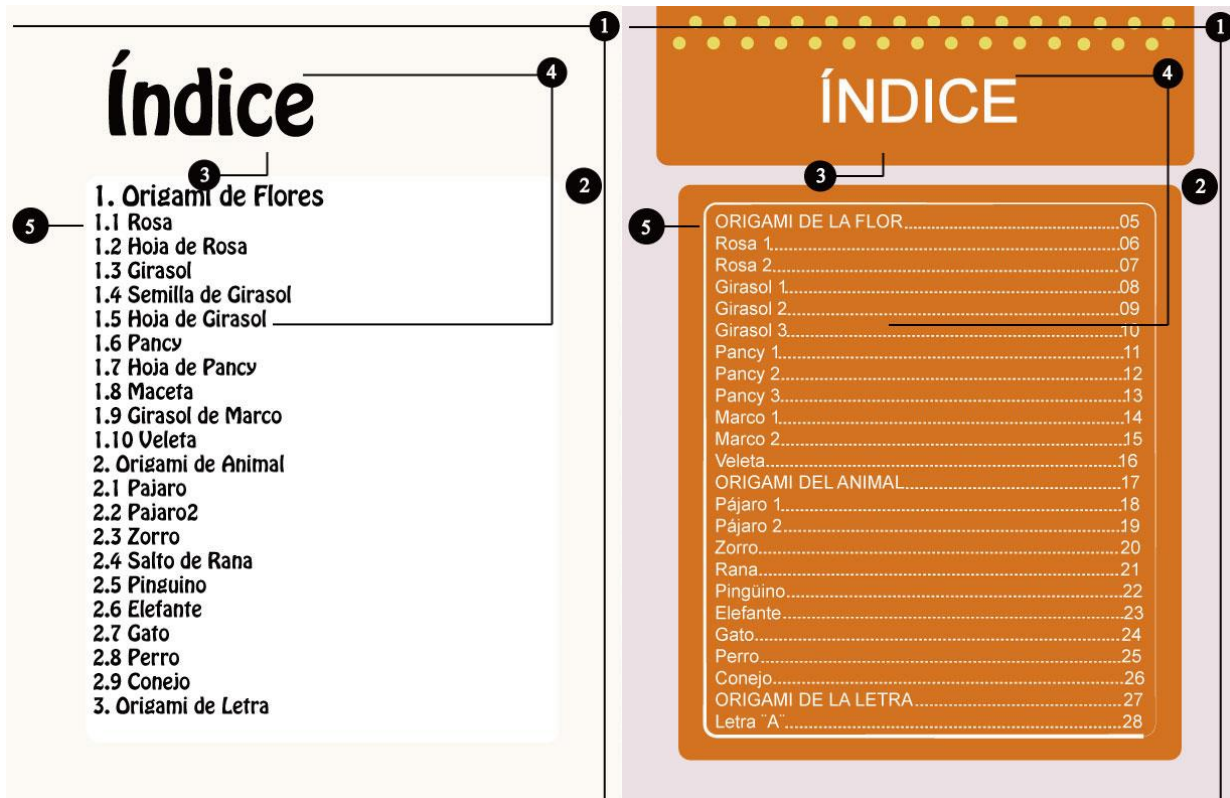 1
Índice
4
3
2
1. Origami de Flores
5
1.1 Rosa
1.2 Hoja de Rosa
1.3 Girasol
1.4 Semilla de Girasol
1.5 Hoja de Girasol
1.6 Pancy
1.7 Hoja de Pancy
1.8 Maceta
1.9 Girasol de Marco
1.10 Veleta
2. Origami de Animal
2.1 Pajaro
2.2 Pajaro2
2.3 Zorro
2.4 Salto de Rana
2.5 Pinguino
2.6 Elefante
2.7 Gato
2.8 Perro
2.9 Conejo
3. Origami de Letra
1
4
ÍNDICE
3
2
5
ORIGAMI DE LA FLOR 05
Rosa 1 06
Rosa 2 07
Girasol 1 08
Girasol 2 09
Girasol 3 10
Pancy 1 11
Pancy 2 12
Pancy 3 13
Marco 1 14
Marco 2 15
Veleta 16
ORIGAMI DEL ANIMAL 17
Pájaro 1 18
Pájaro 2 19
Zorro 20
Rana 21
Pingüino 22
Elefante 23
Gato 24
Perro 25
Conejo 26
ORIGAMI DE LA LETRA 27
Letra ¨A¨ 28